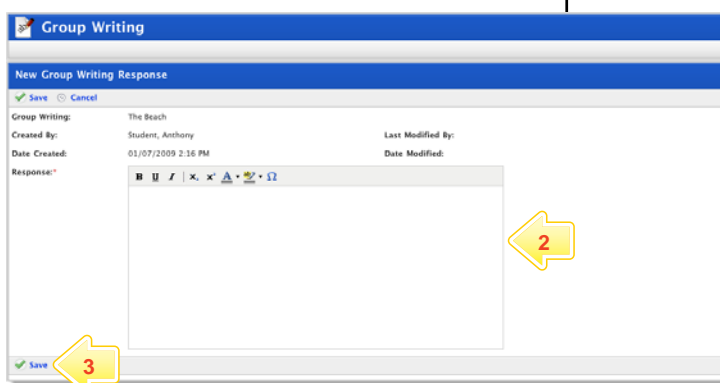 Group Writing
New Group Writing Response
Save Cancel
Group Writing: The Beach
Created By: Student, Anthony Last Modified By:
Date Created: 01/07/2009 2:16 PM Date Modified:
Response:*
B U I | X, X' A ab Ω
2
Save 3